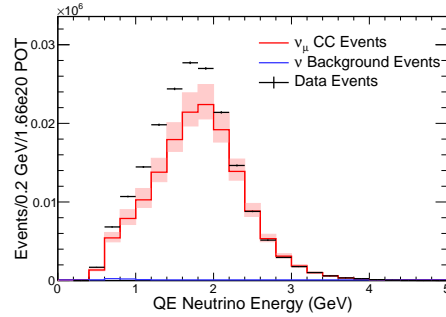 ×10⁶
ν_μ CC Events
ν Background Events
Data Events
Events/0.2 GeV/1.66e20 POT
0.03
0.02
0.01
0
0 1 2 3 4 5
QE Neutrino Energy (GeV)